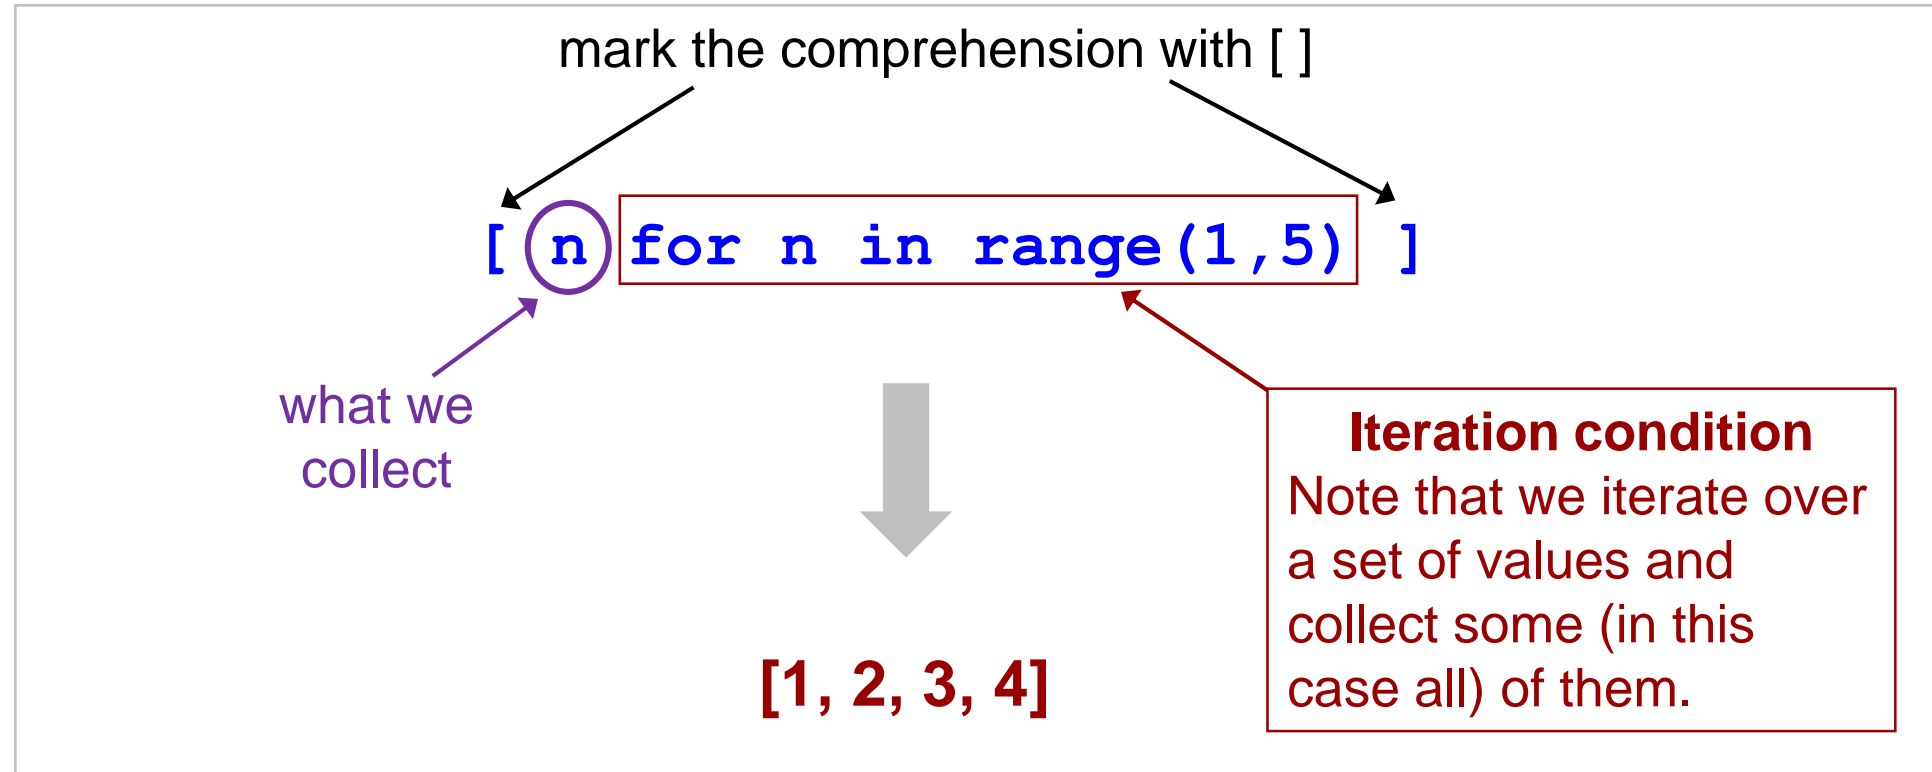 mark the comprehension with [ ]
[ n for n in range(1,5) ]
what we
collect
Iteration condition
Note that we iterate over
a set of values and
collect some (in this
case all) of them.
[1, 2, 3, 4]